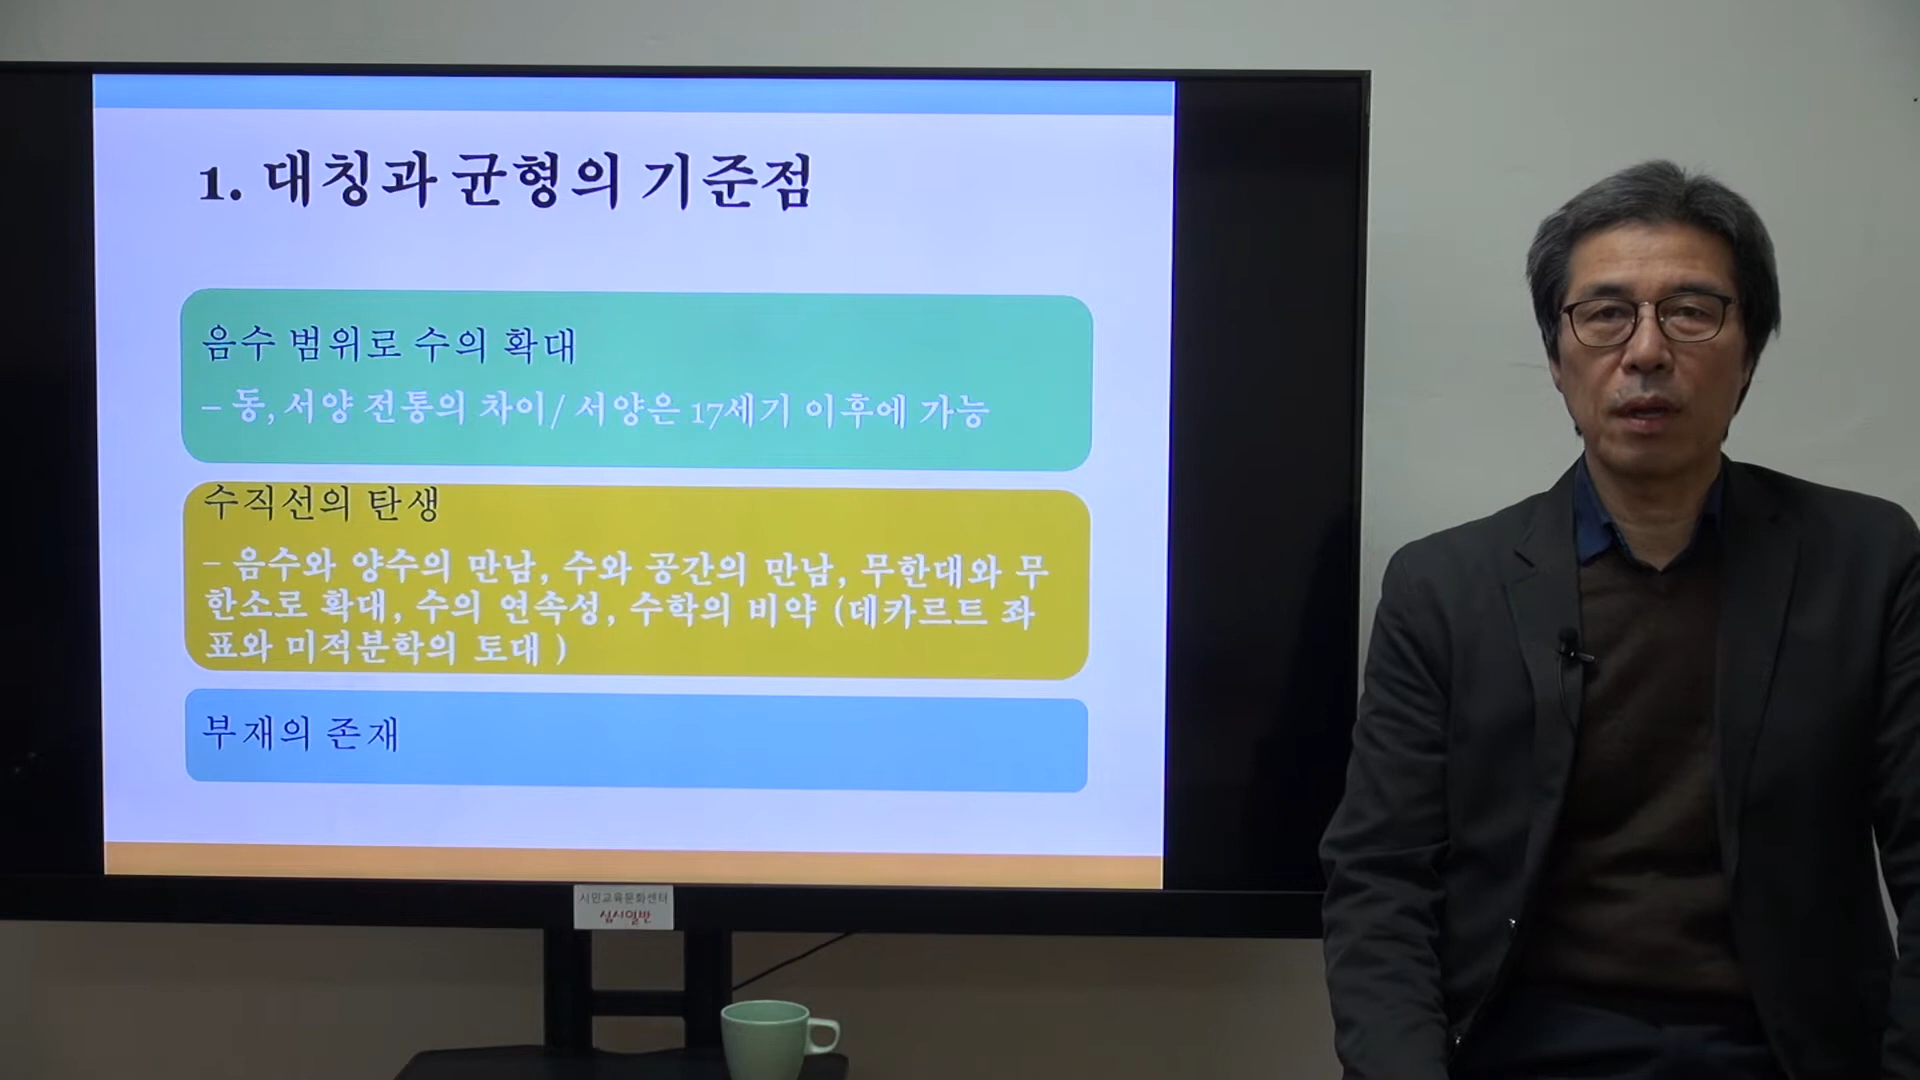 1. 대칭과 균형의 기준점
음수 범위로 수의 확대
– 동, 서양 전통의 차이/ 서양은 17세기 이후에 가능
수직선의 탄생
– 음수와 양수의 만남, 수와 공간의 만남, 무한대와 무
한소로 확대, 수의 연속성, 수학의 비약 (데카르트 좌
표와 미적분학의 토대 )
부재의 존재
시민교육문화센터
십시일반